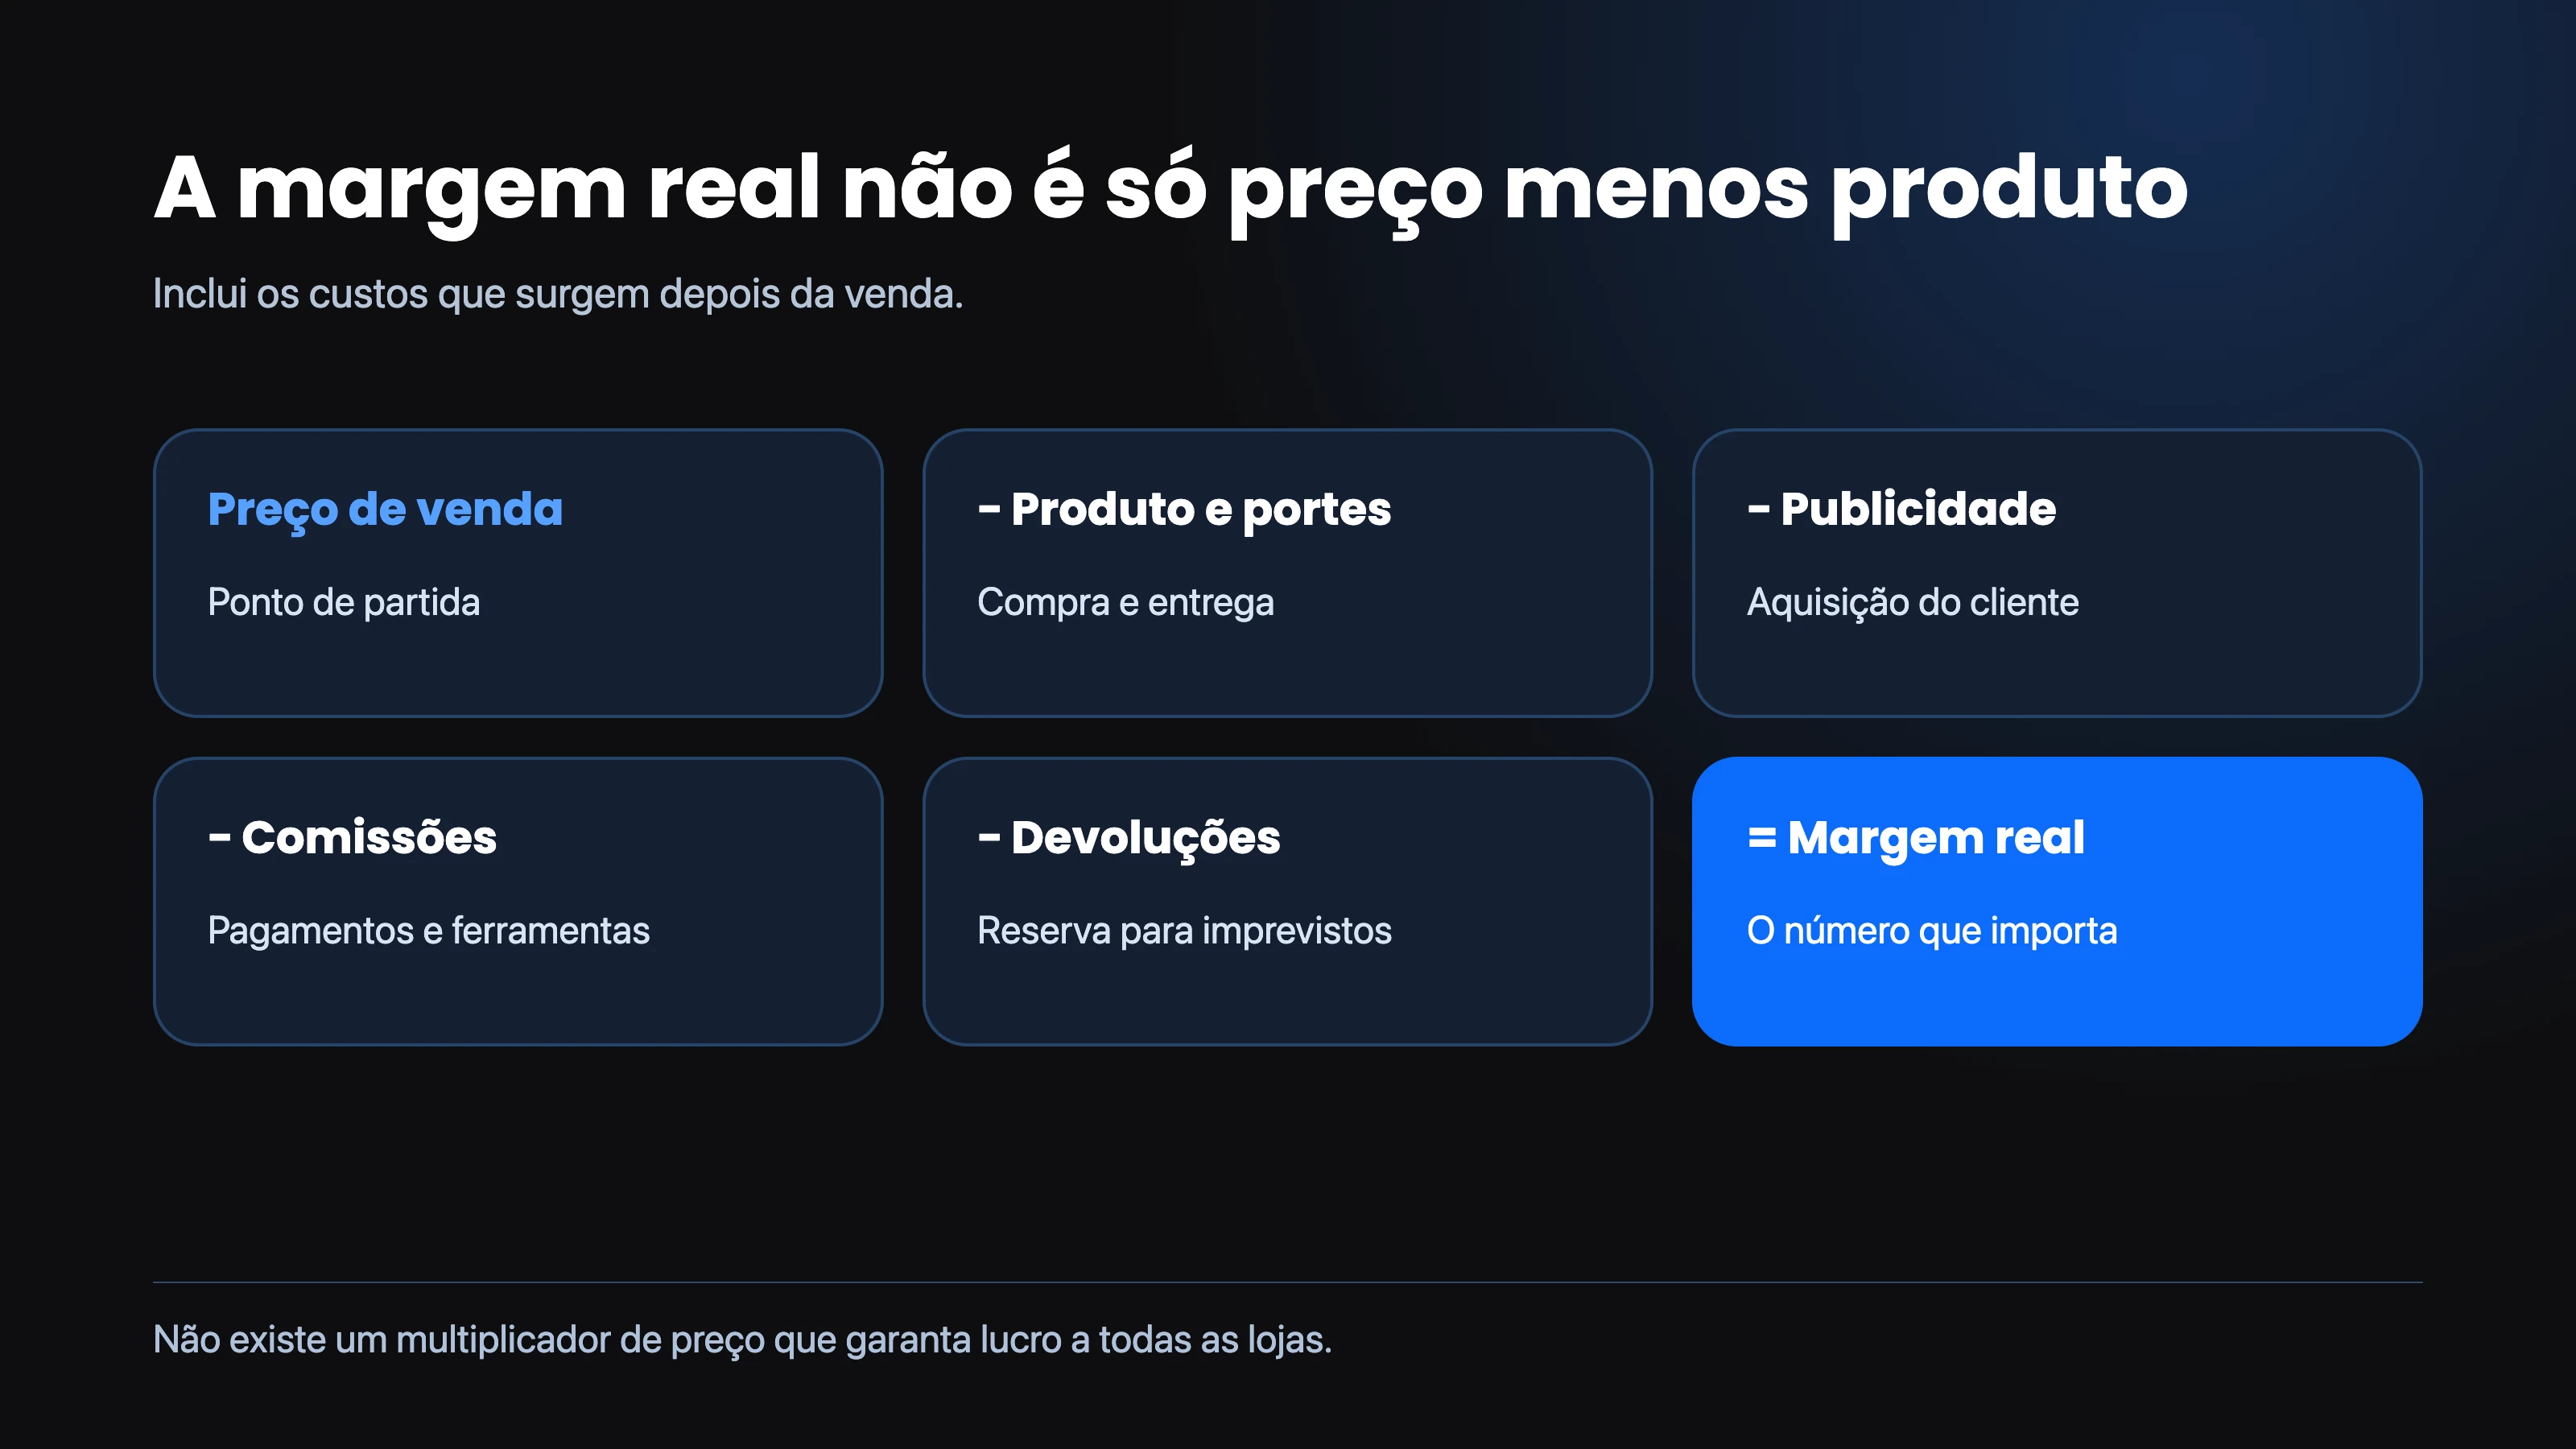 A margem real não é só preço menos produto
Inclui os custos que surgem depois da venda.
Preço de venda
Ponto de partida
− Produto e portes
Compra e entrega
− Publicidade
Aquisição do cliente
− Comissões
Pagamentos e ferramentas
− Devoluções
Reserva para imprevistos
= Margem real
O número que importa
Não existe um multiplicador de preço que garanta lucro a todas as lojas.